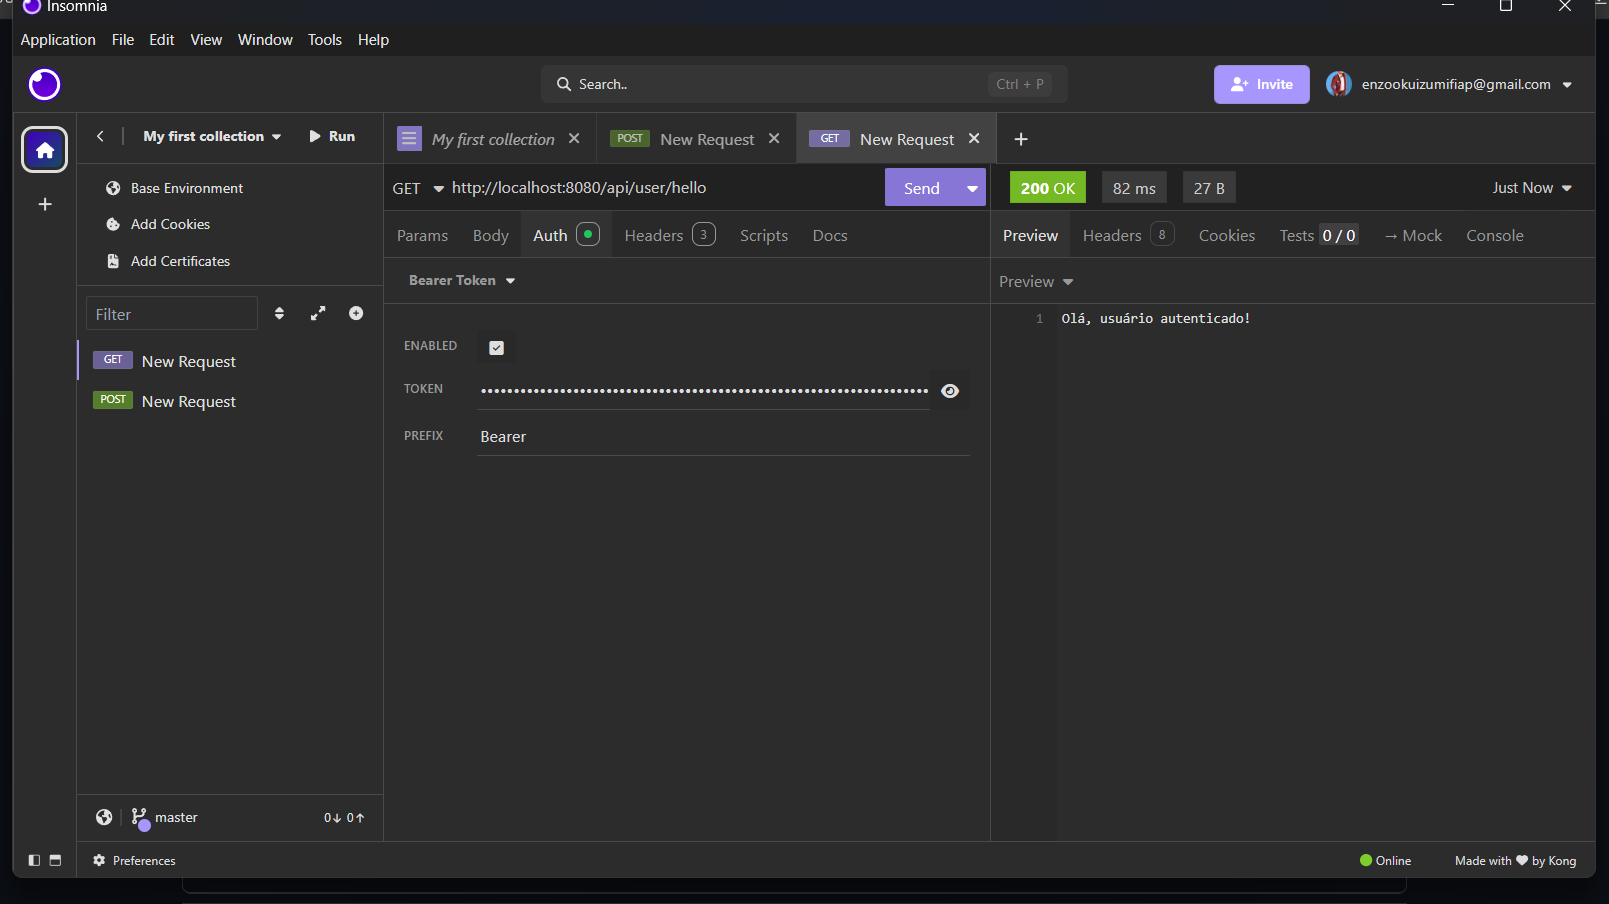 Insomnia
Application File Edit View Window Tools Help
Search.. Ctrl + P
Invite
enzookuizumifiap@gmail.com
My first collection Run
My first collection
POST New Request
GET New Request
Base Environment
Add Cookies
Add Certificates
Filter
GET New Request
POST New Request
GET http://localhost:8080/api/user/hello Send
Params Body Auth Headers 3 Scripts Docs
Bearer Token
ENABLED
TOKEN ••••••••••••••••••••••••••••••••••••••••••••••••••••••••••••••••••••••
PREFIX Bearer
200 OK 82 ms 27 B Just Now
Preview Headers 8 Cookies Tests 0 / 0 → Mock Console
Preview
1 Olá, usuário autenticado!
master 0↓ 0↑
Preferences
Online
Made with ♥ by Kong